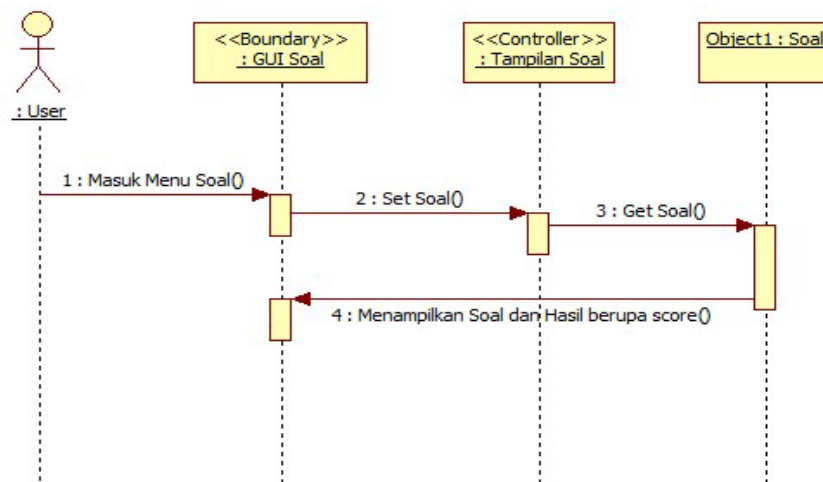 : User
<<Boundary>>
: GUI Soal
<<Controller>>
: Tampilan Soal
Object1 : Soal
1 : Masuk Menu Soal()
2 : Set Soal()
3 : Get Soal()
4 : Menampilkan Soal dan Hasil berupa score()